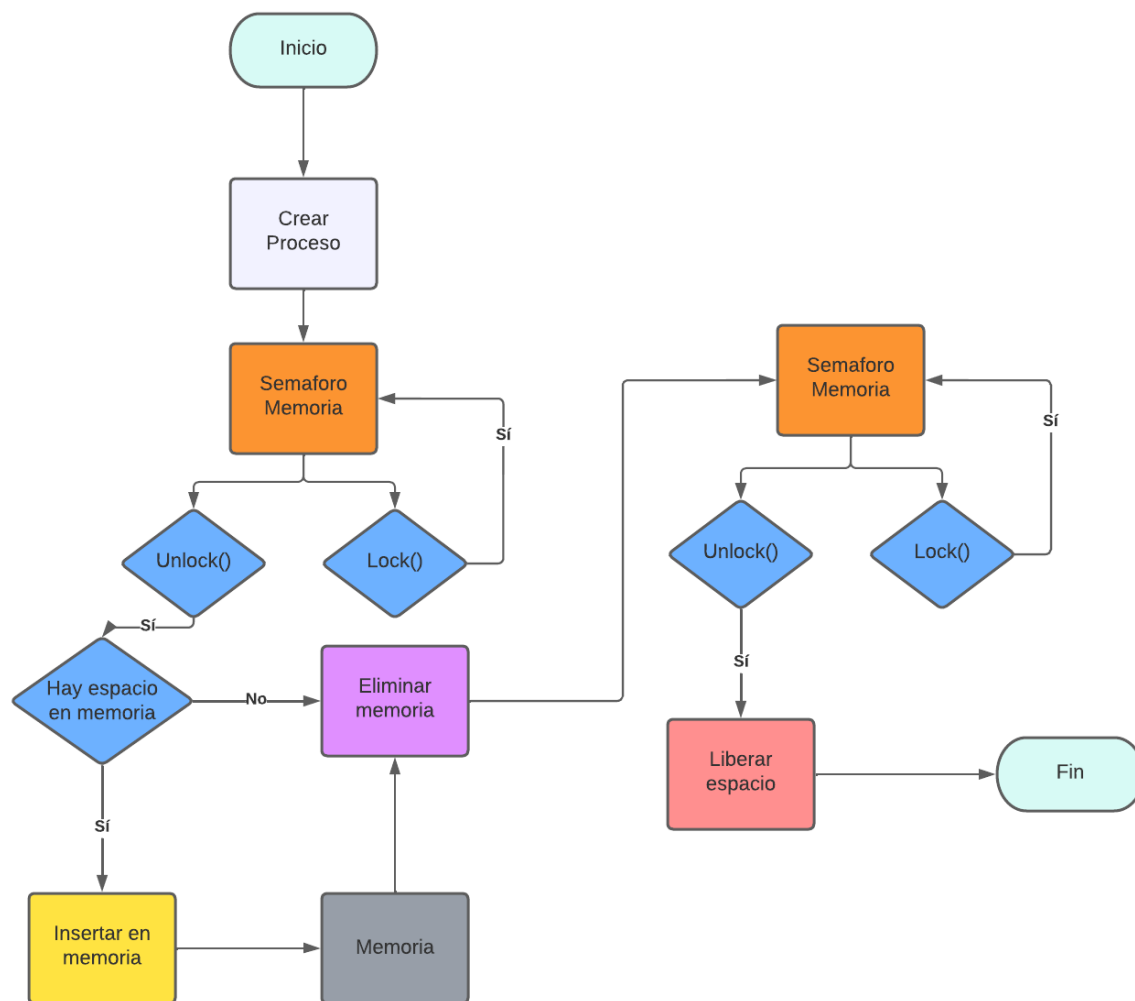 Inicio
Crear
Proceso
Semaforo
Memoria
Sí
Unlock()
Lock()
Sí
Hay espacio
en memoria
No
Eliminar
memoria
Sí
Insertar en
memoria
Memoria
Semaforo
Memoria
Sí
Unlock()
Lock()
Sí
Liberar
espacio
Fin